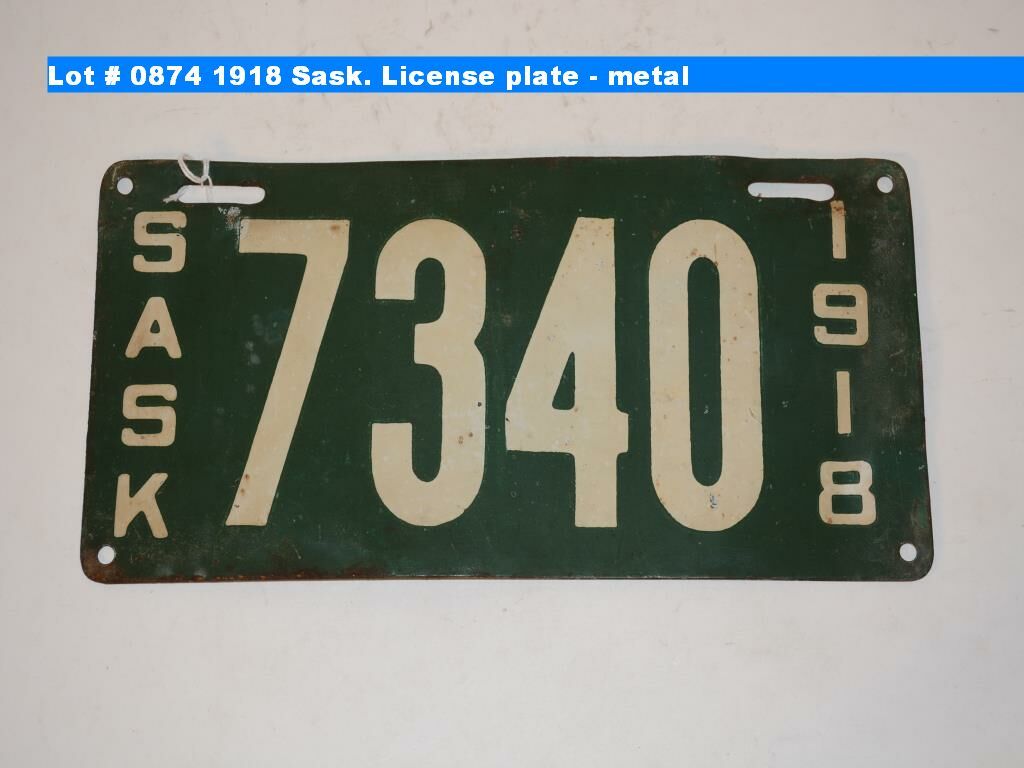 Lot # 0874 1918 Sask. License plate - metal
SASK
7340
1918